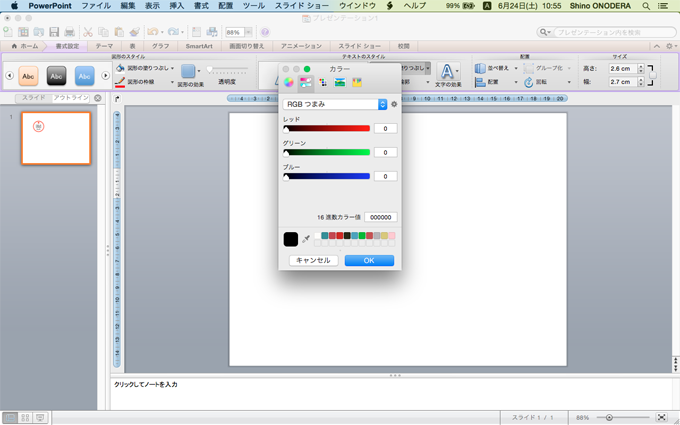 PowerPoint ファイル 編集 表示 挿入 書式 配置 ツール スライド ショー ウインドウ ヘルプ 99% A 6月24日(土) 10:55 Shino ONODERA
プレゼンテーション1
88% プレゼンテーション内を検索
ホーム 書式設定 テーマ 表 グラフ SmartArt 画面切り替え アニメーション スライド ショー 校閲
図形のスタイル テキストのスタイル 配置 サイズ
Abc Abc Abc 図形の塗りつぶし 図形の枠線 図形の効果 透明度 文字の効果 並べ替え グループ化 配置 回転 高さ: 2.6 cm 幅: 2.7 cm
スライド アウトライン
カラー
RGB つまみ
レッド
0
グリーン
0
ブルー
0
16 進数カラー値 000000
キャンセル OK
1
クリックしてノートを入力
スライド 1 / 1 88%